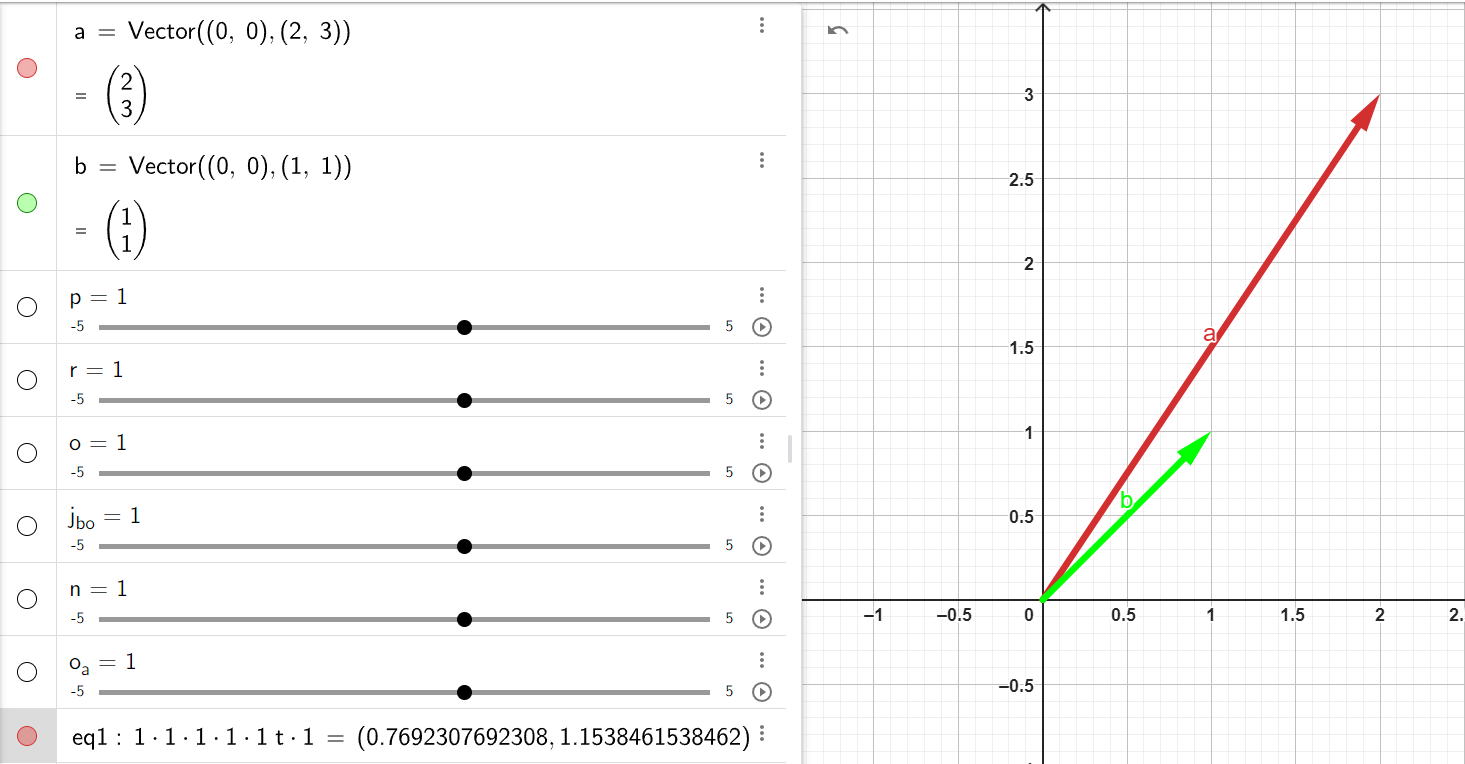 a = Vector((0, 0), (2, 3))
= (2
3)
b = Vector((0, 0), (1, 1))
= (1
1)
p = 1
-5 5
r = 1
-5 5
o = 1
-5 5
j_bo = 1
-5 5
n = 1
-5 5
o_a = 1
-5 5
eq1 : 1 · 1 · 1 · 1 · 1 t · 1 = (0.7692307692308, 1.1538461538462)
3
2.5
2
1.5
a
1
b
0.5
−1 −0.5 0 0.5 1 1.5 2 2.
−0.5